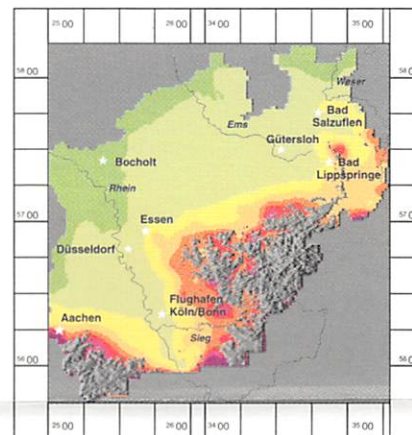 25 00
26 00
34 00
35 00
58 00
58 00
Weser
Bad
Salzuflen
Ems
Gütersloh
Bocholt
Bad
Lippspringe
Rhein
57 00
57 00
Essen
Düsseldorf
Flughafen
Köln/Bonn
Aachen
Sieg
56 00
56 00
25 00
26 00
34 00
35 00